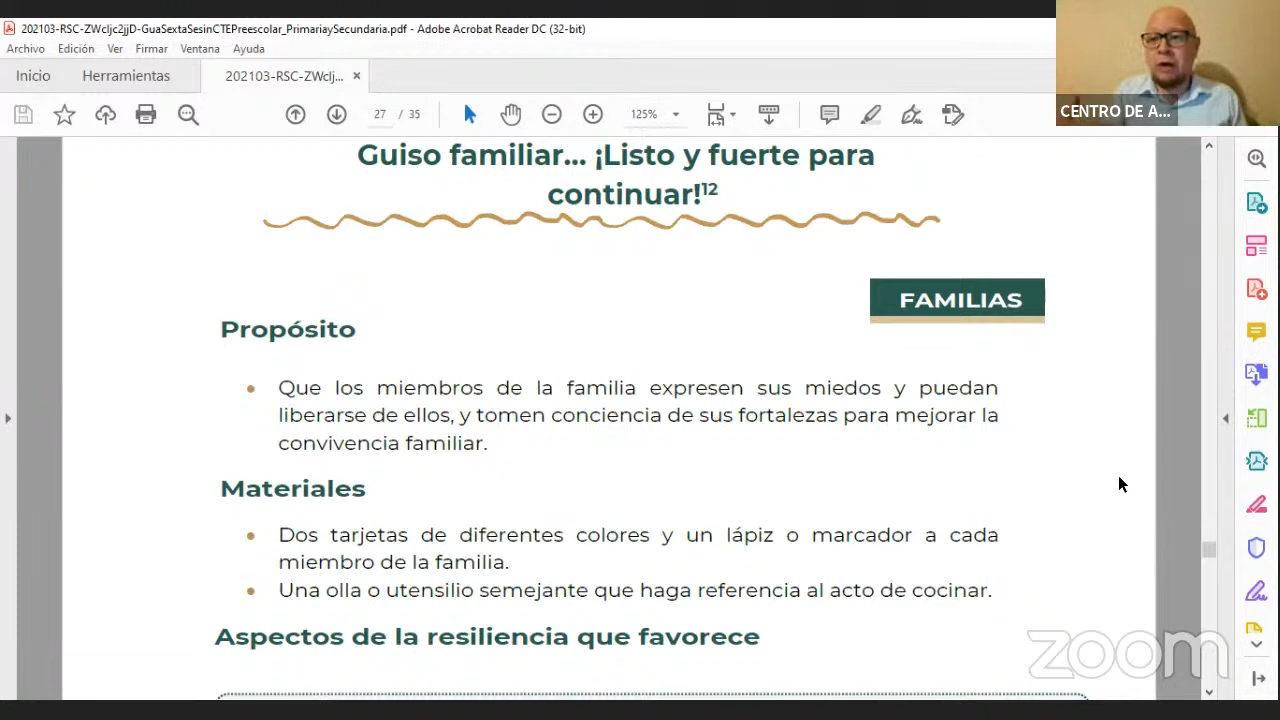 202103-RSC-ZWcljc2jjD-GuaSextaSesinCTEPreescolar_PrimariaySecundaria.pdf - Adobe Acrobat Reader DC (32-bit)
Archivo Edición Ver Firmar Ventana Ayuda
Inicio Herramientas 202103-RSC-ZWclj... ×
27 / 35 125%
CENTRO DE A...
Guiso familiar... ¡Listo y fuerte para
continuar!¹²
FAMILIAS
Propósito
• Que los miembros de la familia expresen sus miedos y puedan
liberarse de ellos, y tomen conciencia de sus fortalezas para mejorar la
convivencia familiar.
Materiales
• Dos tarjetas de diferentes colores y un lápiz o marcador a cada
miembro de la familia.
• Una olla o utensilio semejante que haga referencia al acto de cocinar.
Aspectos de la resiliencia que favorece
zoom